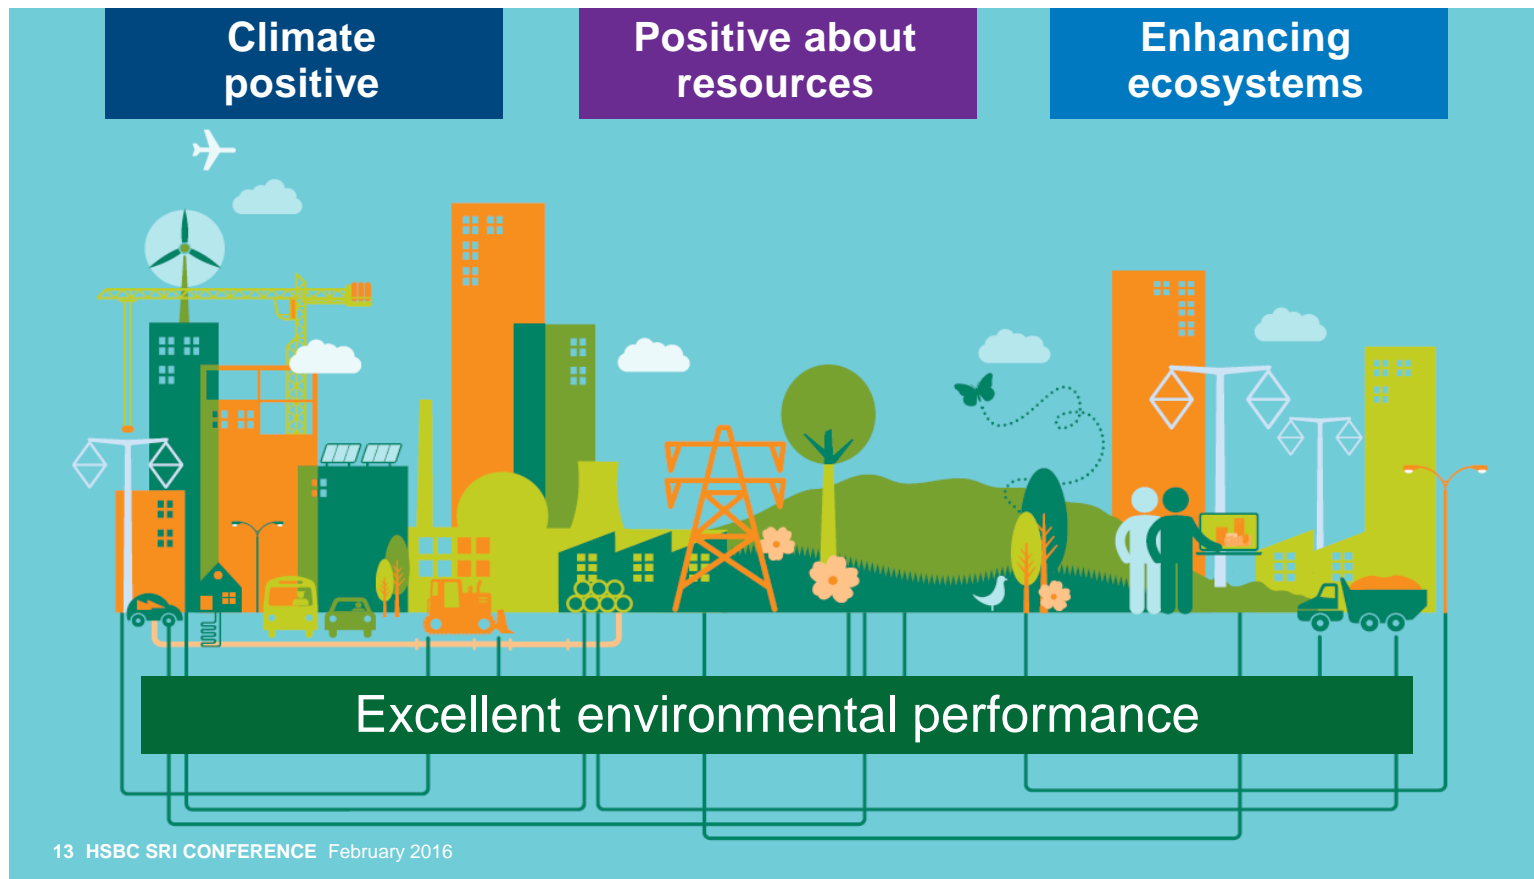 Climate
positive
Positive about
resources
Enhancing
ecosystems
Excellent environmental performance
13 HSBC SRI CONFERENCE February 2016